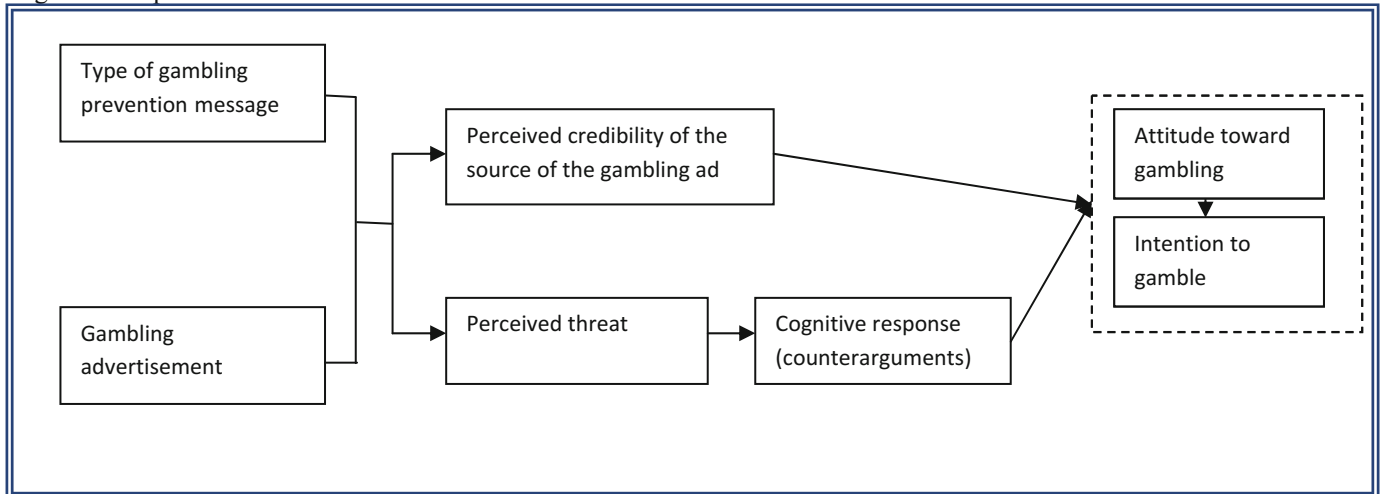 Type of gambling
prevention message
Perceived credibility of the
source of the gambling ad
Attitude toward
gambling
Intention to
gamble
Gambling
advertisement
Perceived threat
Cognitive response
(counterarguments)